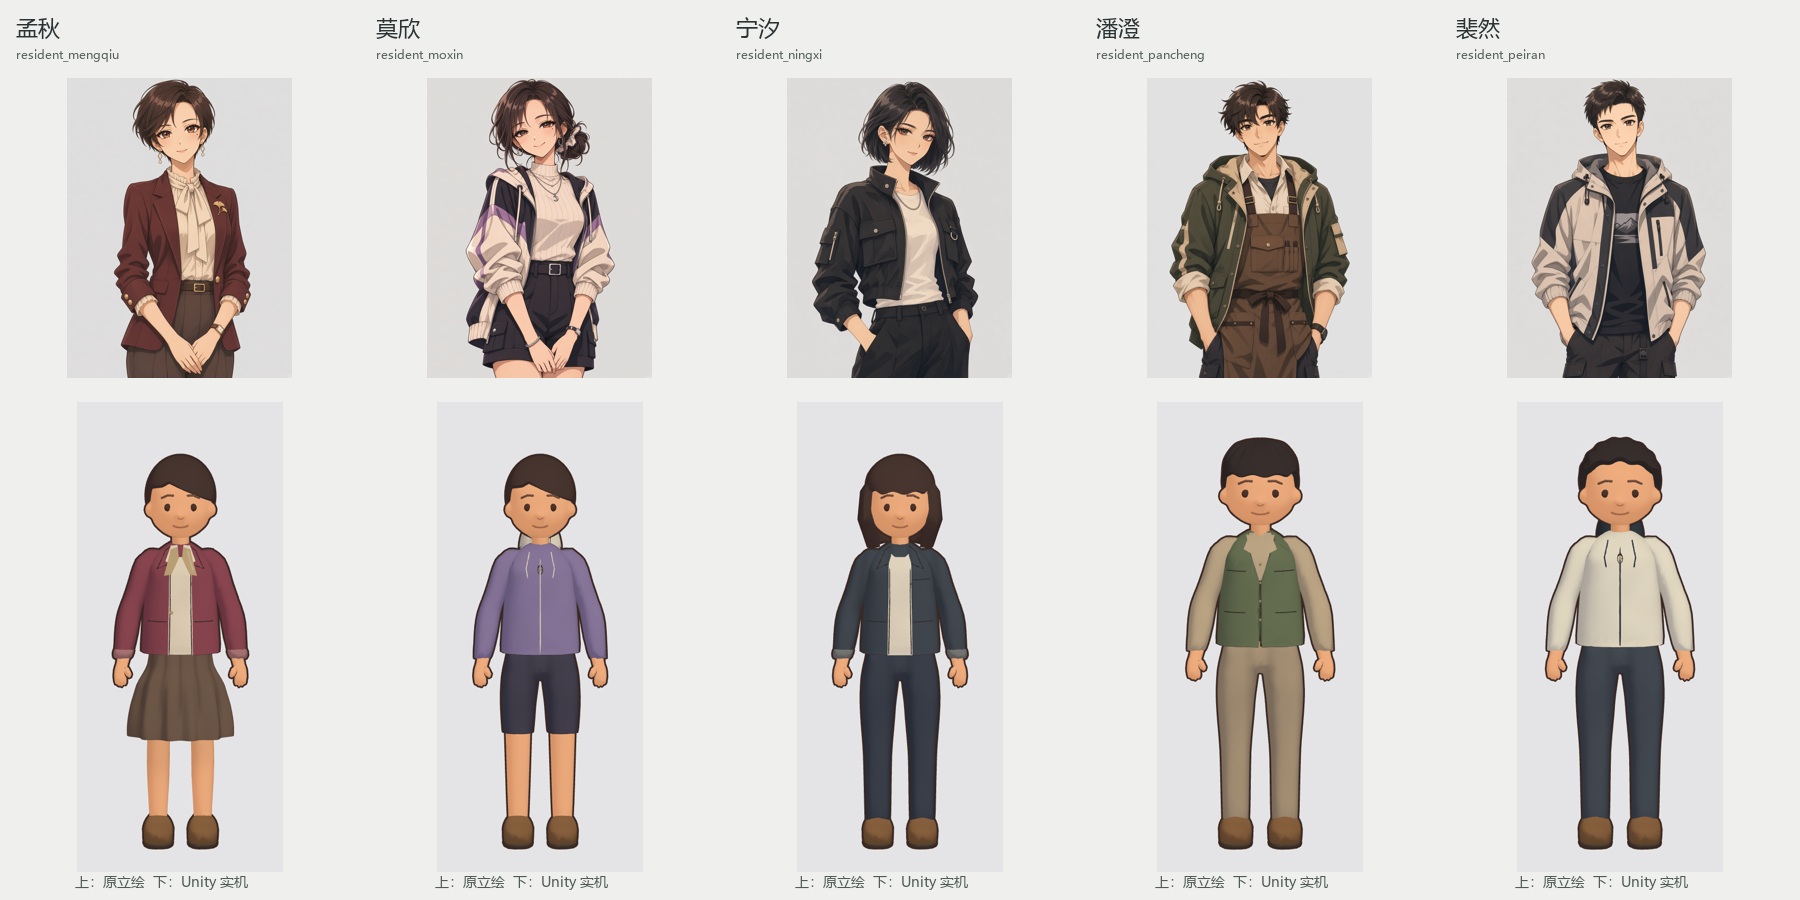 孟秋
resident_mengqiu
上：原立绘 下：Unity 实机
莫欣
resident_moxin
上：原立绘 下：Unity 实机
宁汐
resident_ningxi
上：原立绘 下：Unity 实机
潘澄
resident_pancheng
上：原立绘 下：Unity 实机
裴然
resident_peiran
上：原立绘 下：Unity 实机